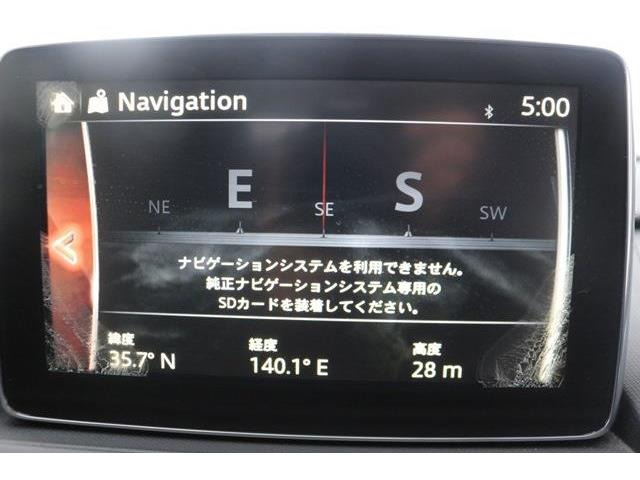 Navigation
5:00
NE E SE S SW
ナビゲーションシステムを利用できません。
純正ナビゲーションシステム専用の
SDカードを装着してください。
緯度 経度 高度
35.7° N 140.1° E 28 m